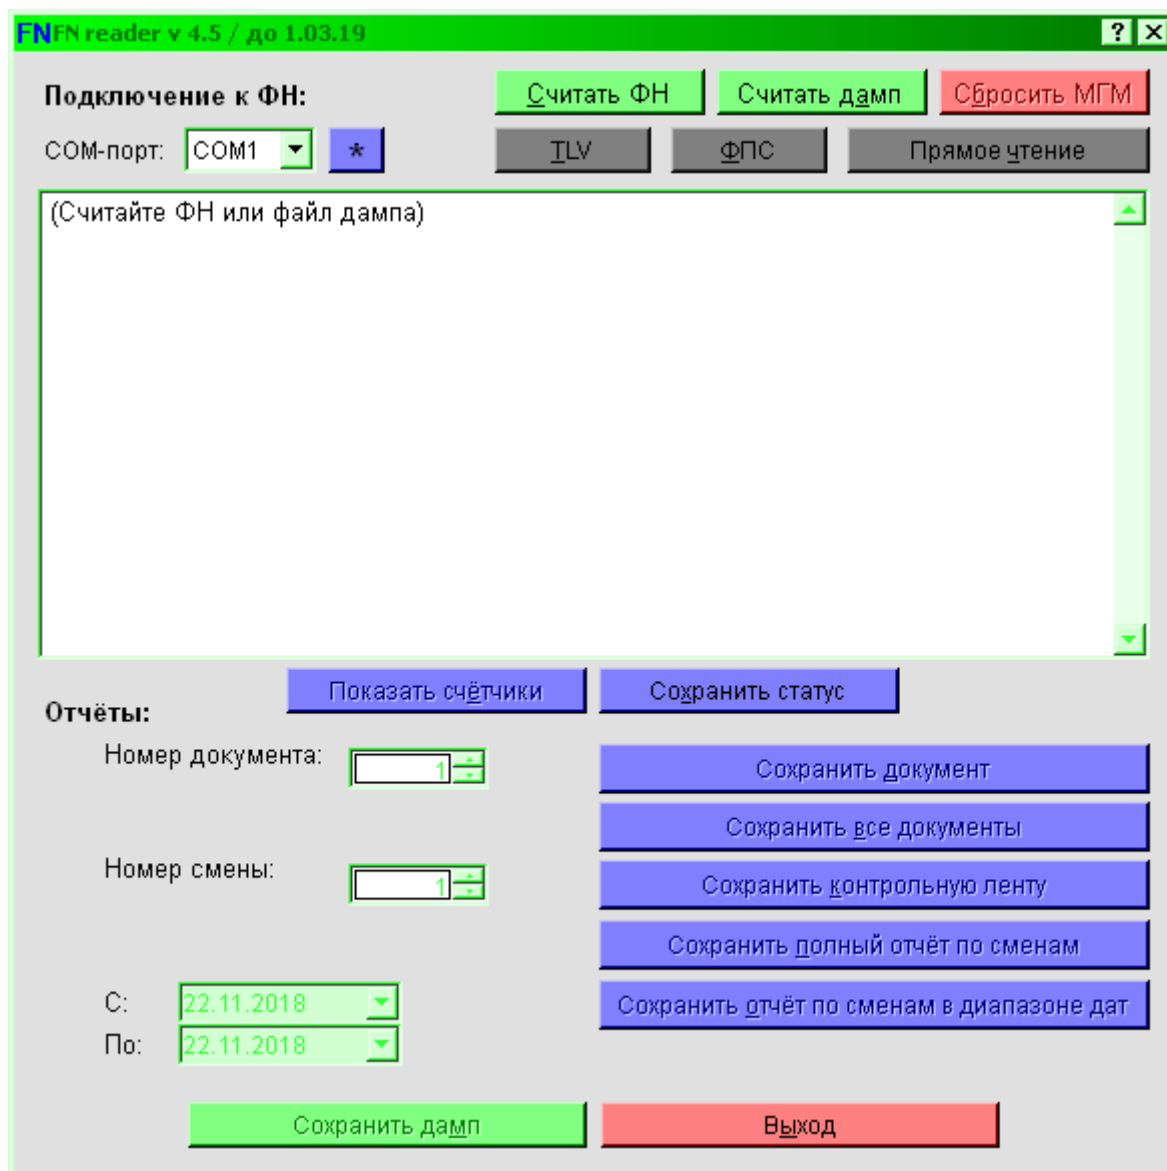 FN FN reader v 4.5 / до 1.03.19 ?
Подключение к ФН: Считать ФН Считать дамп Сбросить МГМ
COM-порт: COM1 * TLV ФПС Прямое чтение
(Считайте ФН или файл дампа)
Показать счётчики Сохранить статус
Отчёты:
Номер документа: 1 Сохранить документ
Сохранить все документы
Номер смены: 1 Сохранить контрольную ленту
Сохранить полный отчёт по сменам
С: 22.11.2018 Сохранить отчёт по сменам в диапазоне дат
По: 22.11.2018
Сохранить дамп Выход